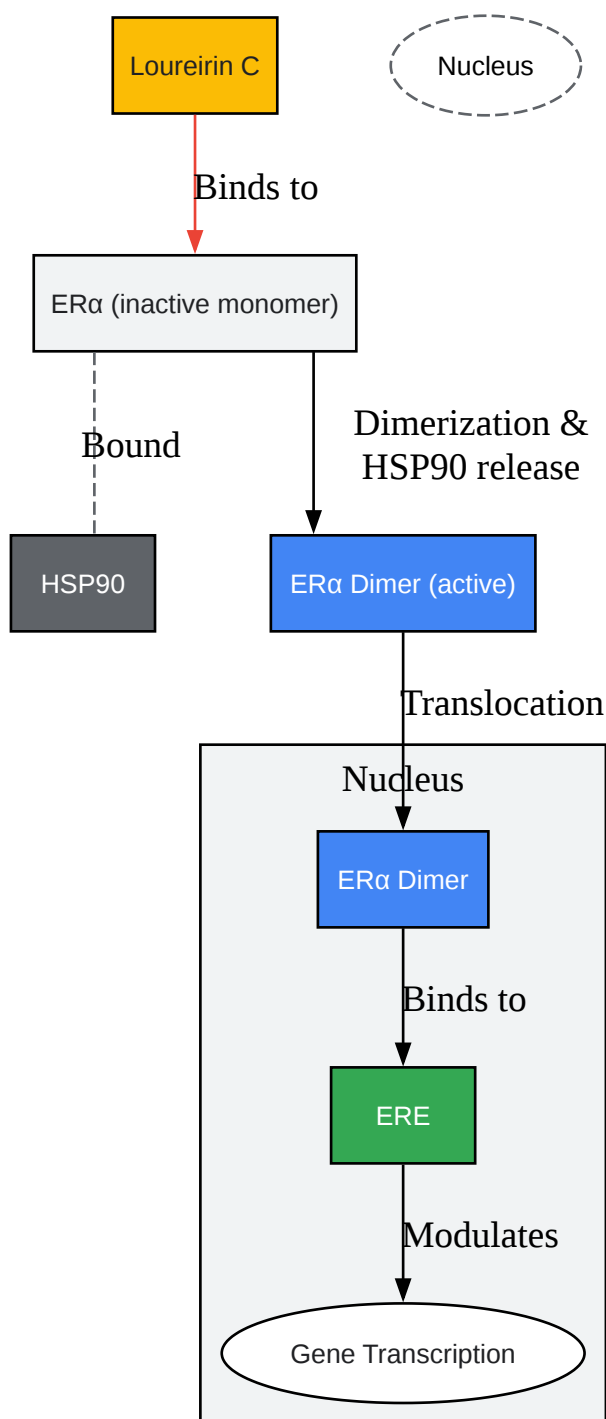 Loureirin C
Nucleus
Binds to
ERα (inactive monomer)
Bound
Dimerization &
HSP90 release
HSP90
ERα Dimer (active)
Translocation
Nucleus
ERα Dimer
Binds to
ERE
Modulates
Gene Transcription